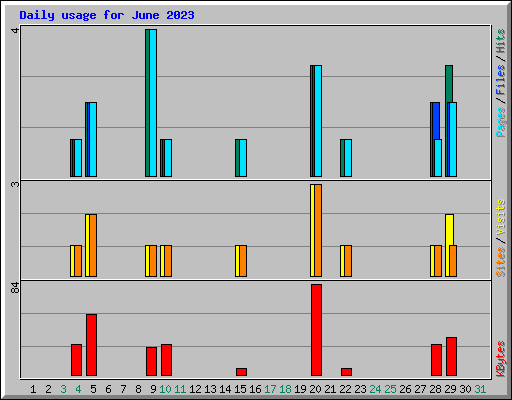 Daily usage for June 2023
4
3
84
Pages / Files / Hits
Sites / Visits
KBytes
1 2 3 4 5 6 7 8 9 10 11 12 13 14 15 16 17 18 19 20 21 22 23 24 25 26 27 28 29 30 31